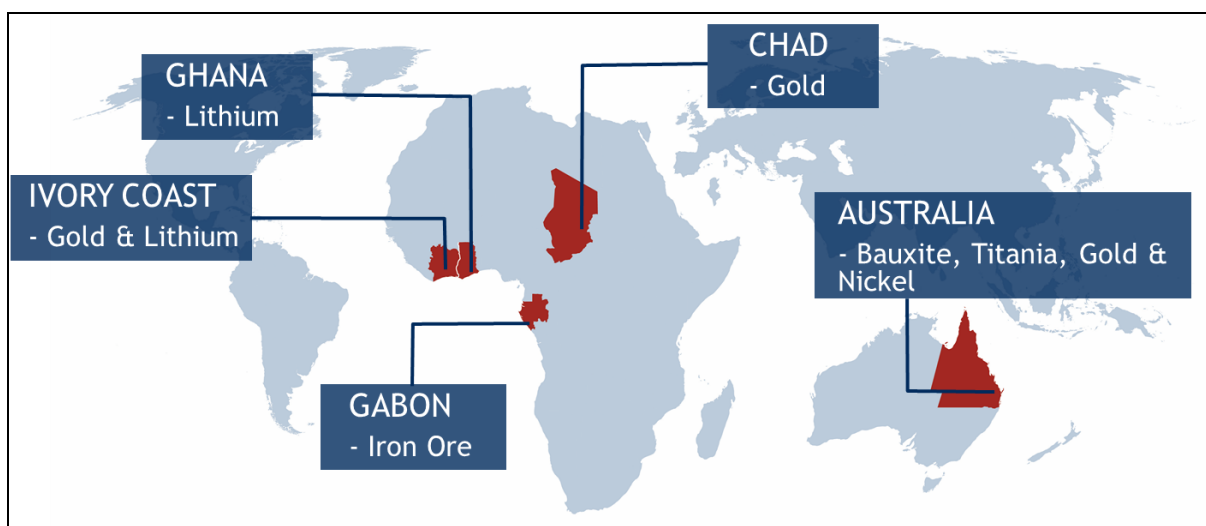 CHAD
- Gold
GHANA
- Lithium
IVORY COAST
- Gold & Lithium
AUSTRALIA
- Bauxite, Titania, Gold &
Nickel
GABON
- Iron Ore